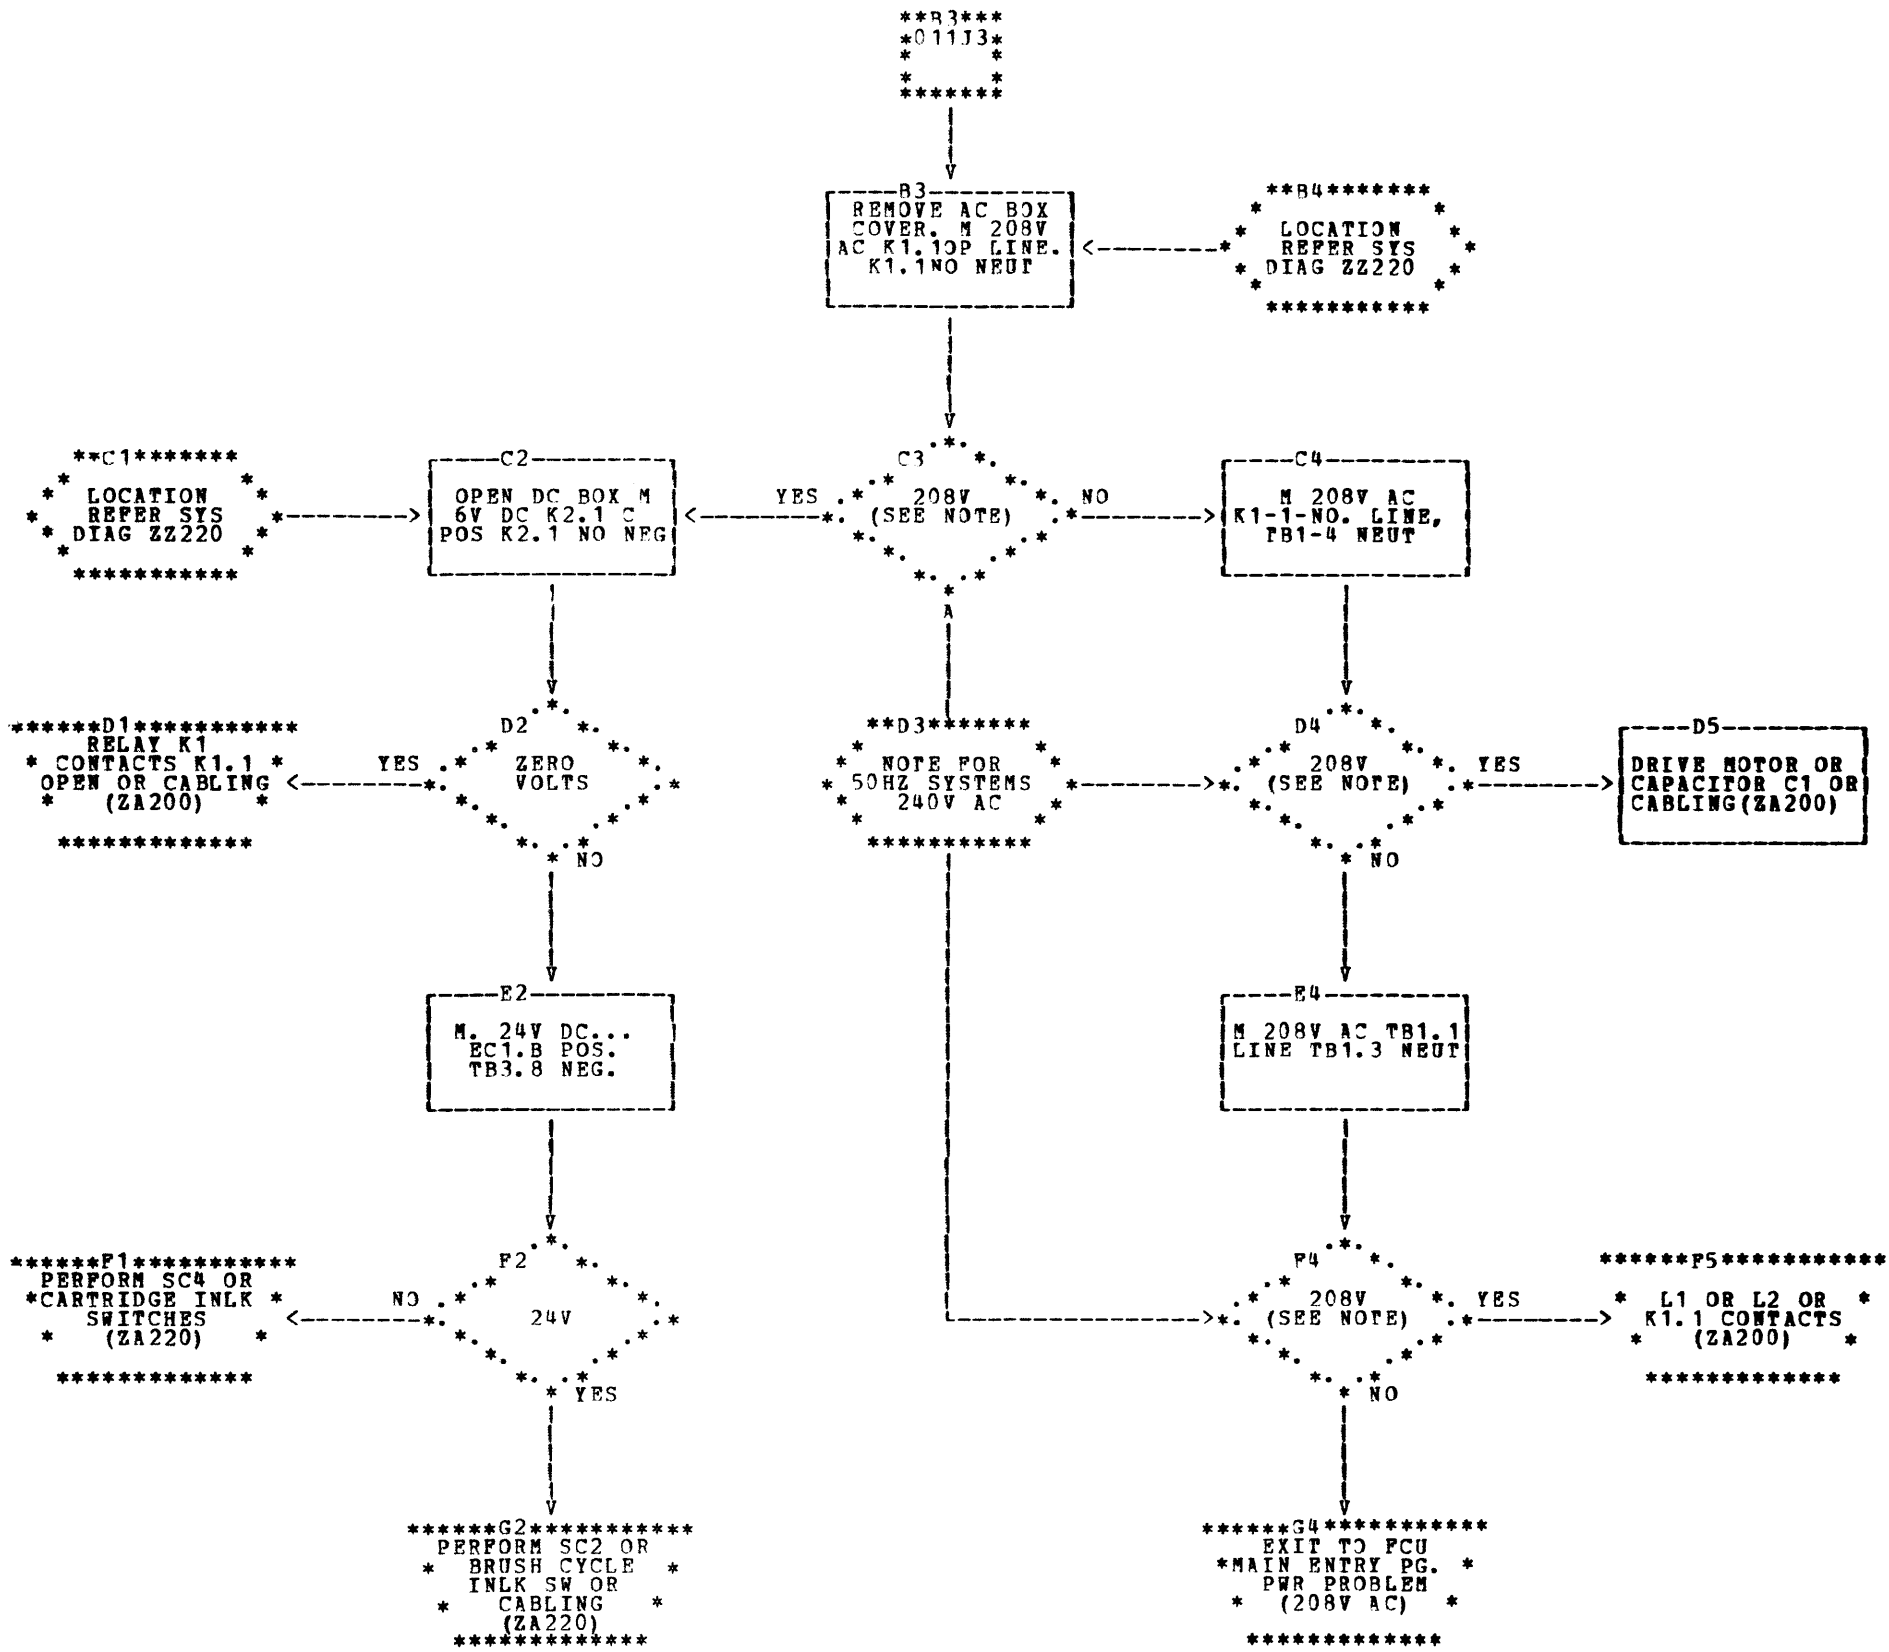 **B3***
*011J3*
B3
REMOVE AC BOX
COVER. M 208V
AC K1.1OP LINE.
K1.1NO NEUT
B4
LOCATION
REFER SYS
DIAG ZZ220
C1
LOCATION
REFER SYS
DIAG ZZ220
C2
OPEN DC BOX M
6V DC K2.1 C
POS K2.1 NO NEG
YES
C3
208V
(SEE NOTE)
NO
C4
M 208V AC
K1-1-NO. LINE,
TB1-4 NEUT
A
D1
RELAY K1
CONTACTS K1.1
OPEN OR CABLING
(ZA200)
YES
D2
ZERO
VOLTS
NO
D3
NOTE FOR
50HZ SYSTEMS
240V AC
D4
208V
(SEE NOTE)
YES
NO
D5
DRIVE MOTOR OR
CAPACITOR C1 OR
CABLING(ZA200)
E2
M. 24V DC...
EC1.B POS.
TB3.8 NEG.
E4
M 208V AC TB1.1
LINE TB1.3 NEUT
F1
PERFORM SC4 OR
CARTRIDGE INLK
SWITCHES
(ZA220)
NO
F2
24V
YES
F4
208V
(SEE NOTE)
YES
NO
F5
L1 OR L2 OR
K1.1 CONTACTS
(ZA200)
G2
PERFORM SC2 OR
BRUSH CYCLE
INLK SW OR
CABLING
(ZA220)
G4
EXIT TO FCU
MAIN ENTRY PG.
PWR PROBLEM
(208V AC)